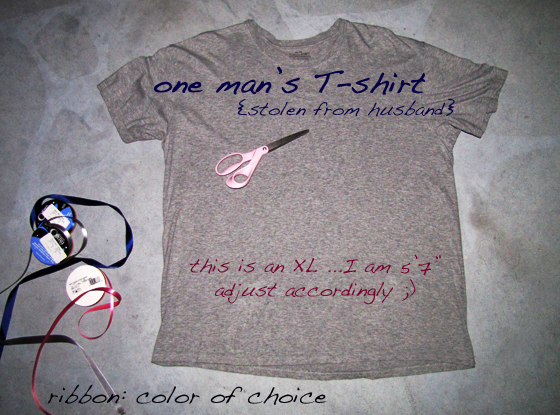 one man's T-shirt
{stolen from husband}
this is an XL ...I am 5'7"
adjust accordingly ;)
ribbon: color of choice